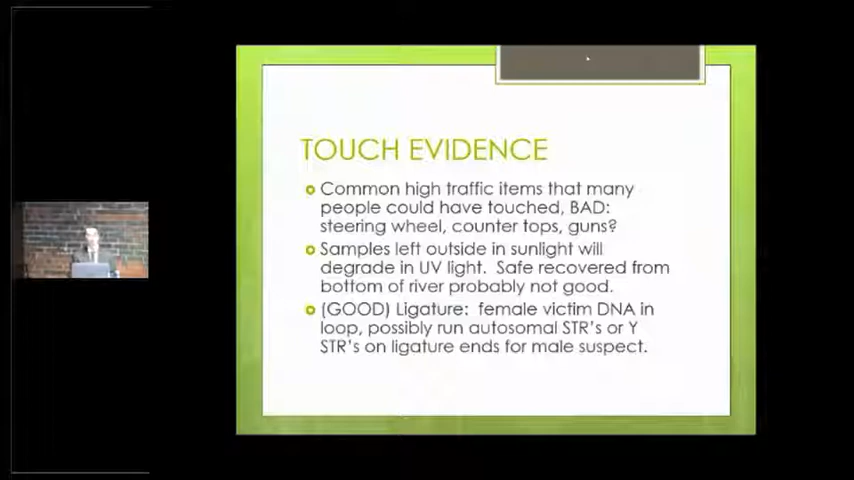 TOUCH EVIDENCE
Common high traffic items that many
people could have touched, BAD:
steering wheel, counter tops, guns?
Samples left outside in sunlight will
degrade in UV light.  Safe recovered from
bottom of river probably not good.
(GOOD) Ligature:  female victim DNA in
loop, possibly run autosomal STR's or Y
STR's on ligature ends for male suspect.